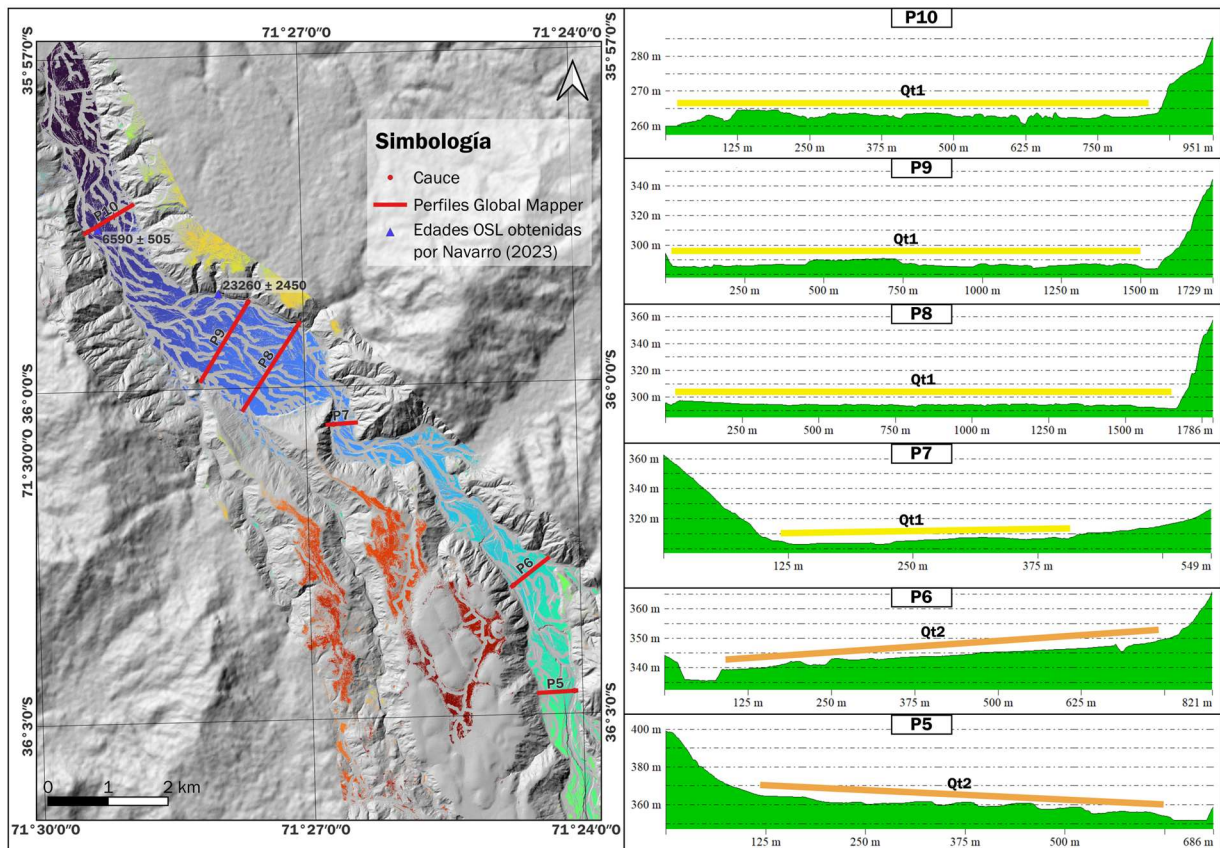 71°27′0″O
71°24′0″O
35°57′0″S
35°57′0″S
Simbología
Cauce
Perfiles Global Mapper
Edades OSL obtenidas
por Navarro (2023)
P10
6590 ± 505
23260 ± 2450
P9
P8
P7
36°0′0″S
36°0′0″S
71°30′0″O
P6
P5
36°3′0″S
36°3′0″S
0 1 2 km
71°30′0″O
71°27′0″O
71°24′0″O
P10
280 m
270 m
260 m
Qt1
125 m 250 m 375 m 500 m 625 m 750 m 951 m
P9
340 m
320 m
300 m
Qt1
250 m 500 m 750 m 1000 m 1250 m 1500 m 1729 m
P8
360 m
340 m
320 m
300 m
Qt1
250 m 500 m 750 m 1000 m 1250 m 1500 m 1786 m
P7
360 m
340 m
320 m
Qt1
125 m 250 m 375 m 549 m
P6
360 m
350 m
340 m
Qt2
125 m 250 m 375 m 500 m 625 m 821 m
P5
400 m
380 m
360 m
Qt2
125 m 250 m 375 m 500 m 686 m